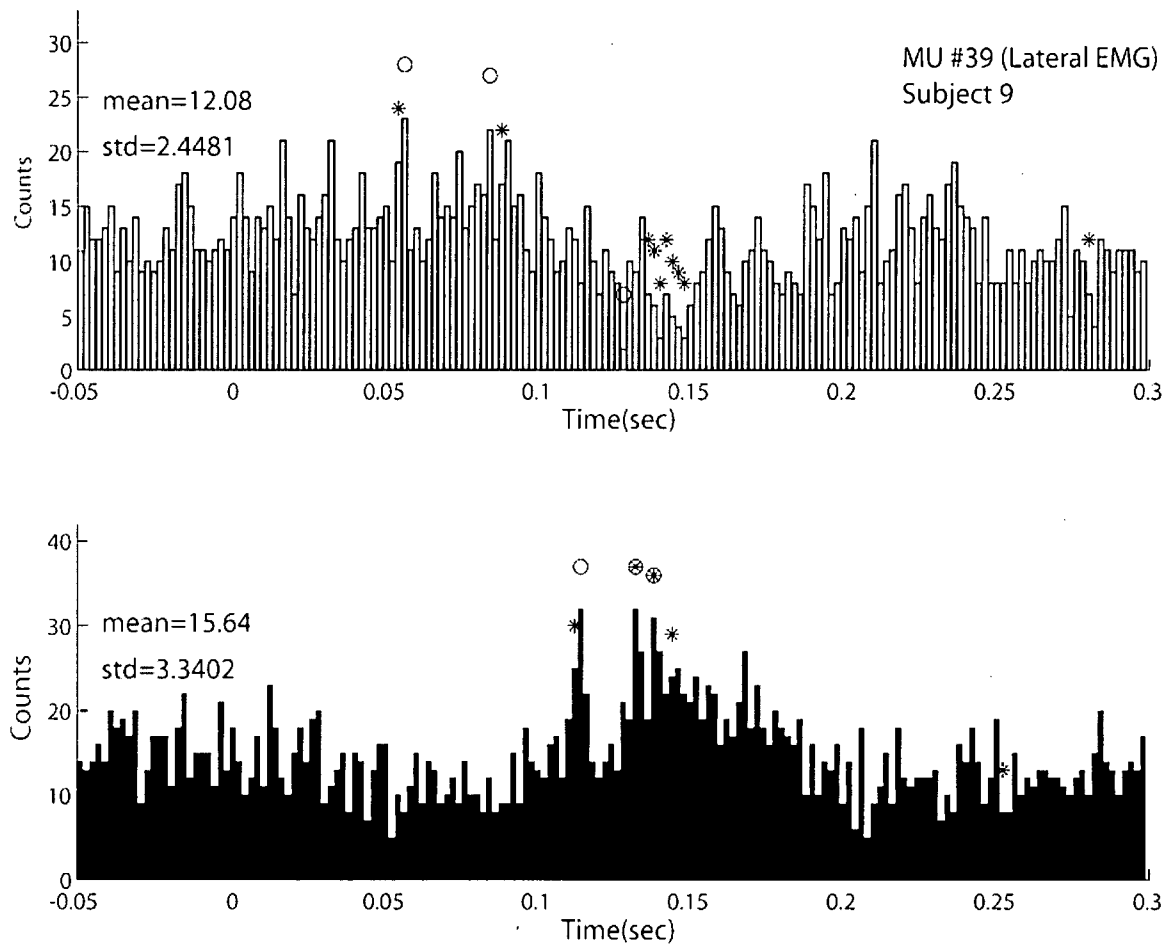 MU #39 (Lateral EMG)
Subject 9
mean=12.08
std=2.4481
Counts
30
25
20
15
10
5
0
-0.05
0
0.05
0.1
0.15
0.2
0.25
0.3
Time(sec)
mean=15.64
std=3.3402
Counts
40
30
20
10
0
-0.05
0
0.05
0.1
0.15
0.2
0.25
0.3
Time(sec)